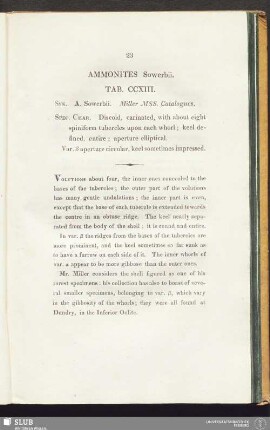 23
AMMONITES Sowerbii.
TAB. CCXIII.
Syn. A. Sowerbii. Miller MSS. Catalogues.
Spec. Char. Discoid, carinated, with about eight
spiniform tubercles upon each whorl; keel de-
fined, entire; aperture elliptical.
Var. β aperture circular, keel sometimes impressed.
Volutions about four, the inner ones concealed to the
bases of the tubercles; the outer part of the volutions
has many gentle undulations; the inner part is even,
except that the base of each tubercle is extended towards
the centre in an obtuse ridge. The keel neatly sepa-
rated from the body of the shell; it is round and entire.
In var. β the ridges from the bases of the tubercles are
more prominent, and the keel sometimes so far sunk as
to have a furrow on each side of it. The inner whorls of
var. α appear to be more gibbose than the outer ones.
Mr. Miller considers the shell figured as one of his
rarest specimens: his collection has also to boast of seve-
ral smaller specimens, belonging to var. β, which vary
in the gibbosity of the whorls; they were all found at
Dundry, in the Inferior Oolite.
SLUB